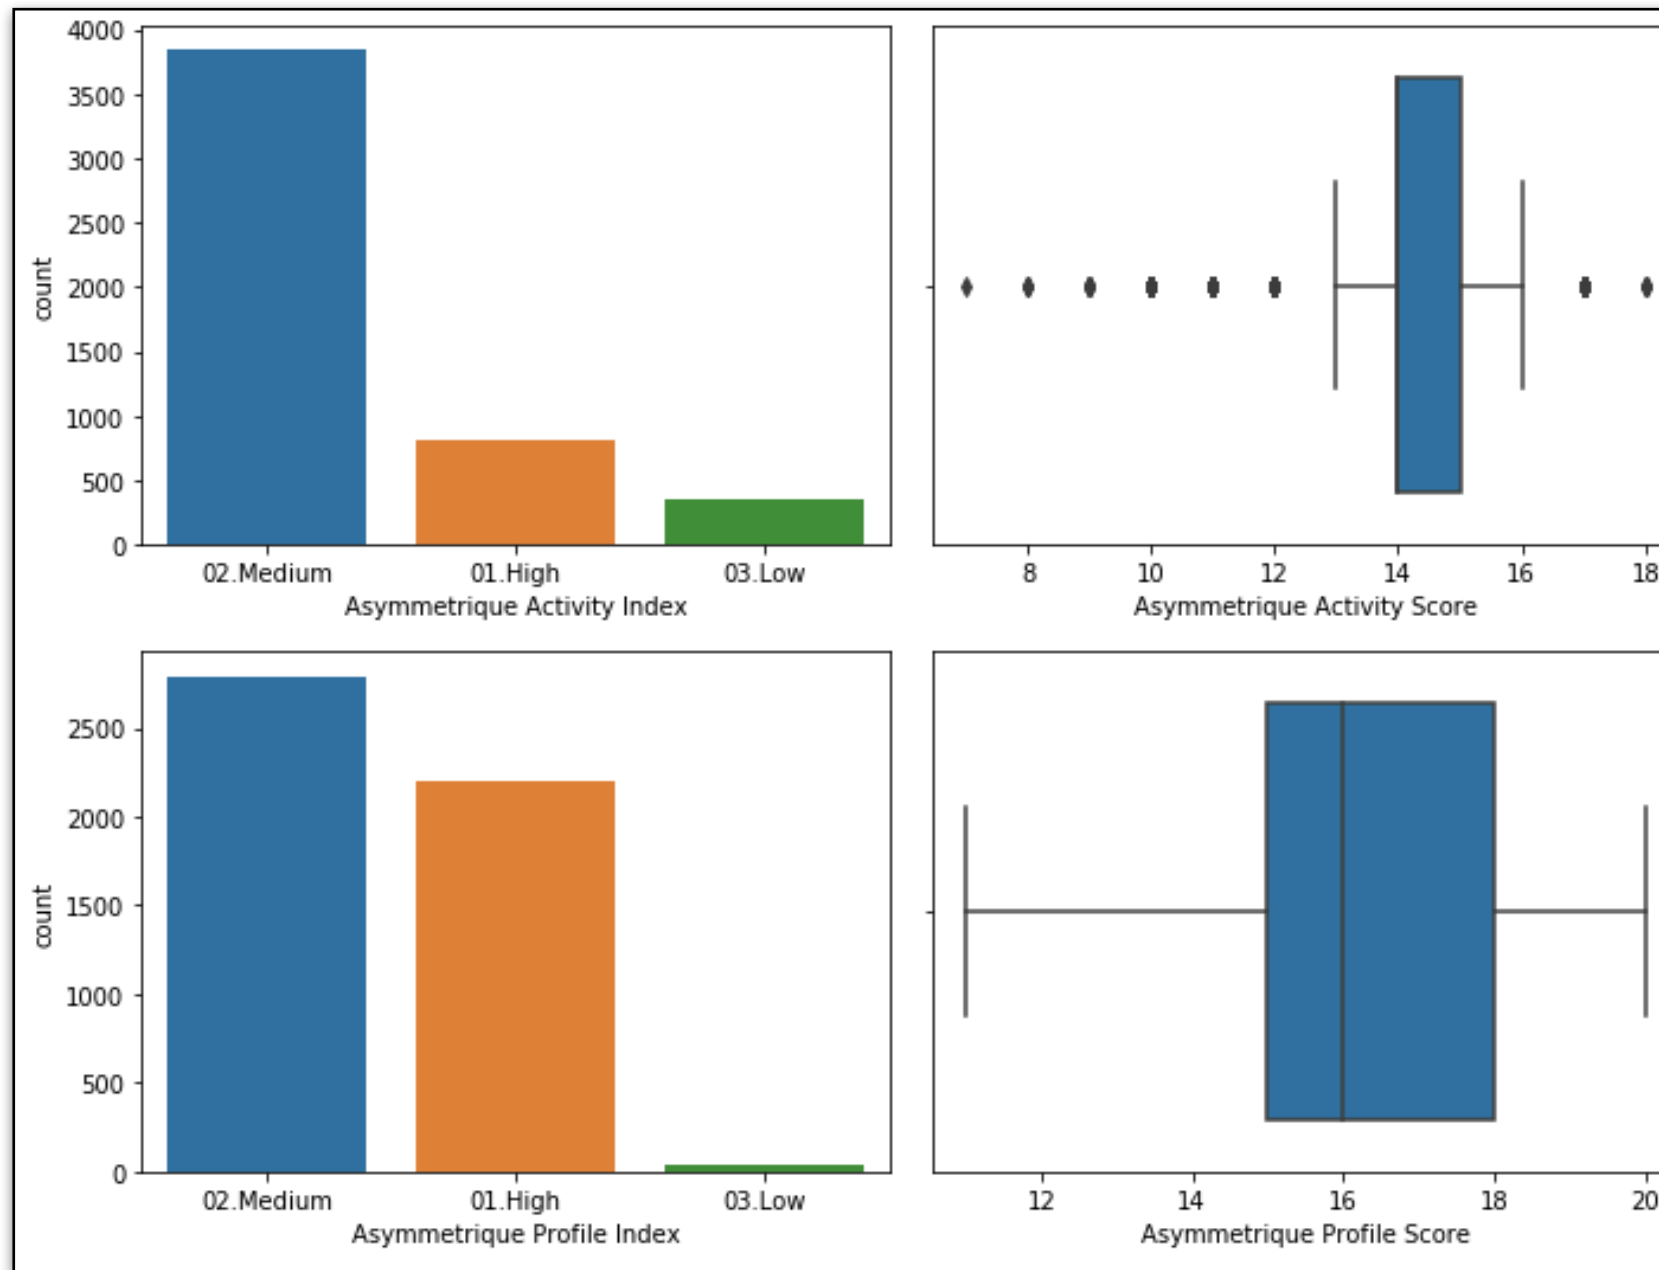 4000
3500
3000
2500
2000
1500
1000
500
0
count
02.Medium 01.High 03.Low
Asymmetrique Activity Index
8 10 12 14 16 18
Asymmetrique Activity Score
2500
2000
1500
1000
500
0
count
02.Medium 01.High 03.Low
Asymmetrique Profile Index
12 14 16 18 20
Asymmetrique Profile Score